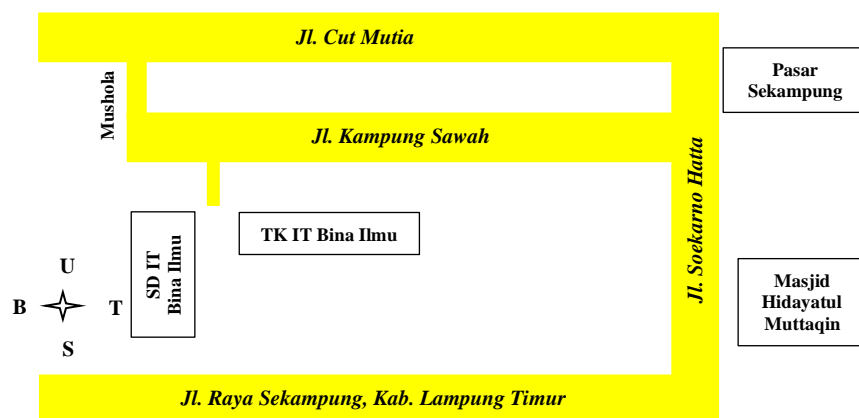 Jl. Cut Mutia
Pasar
Sekampung
Mushola
Jl. Kampung Sawah
Jl. Soekarno Hatta
SD IT
Bina Ilmu
TK IT Bina Ilmu
U
B
T
S
Masjid
Hidayatul
Muttaqin
Jl. Raya Sekampung, Kab. Lampung Timur